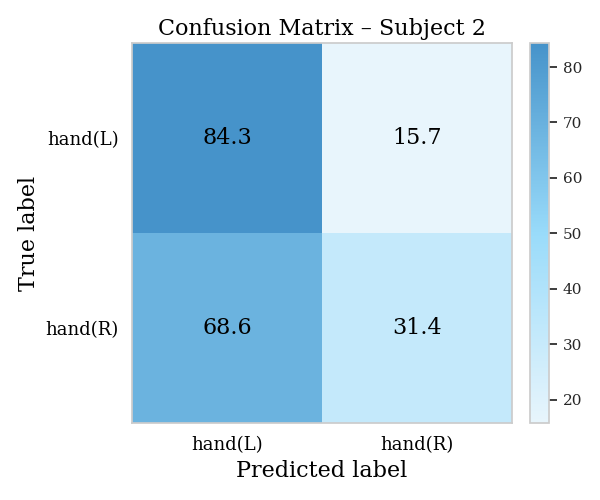 Confusion Matrix – Subject 2
True label
hand(L)
84.3
15.7
hand(R)
68.6
31.4
hand(L)
hand(R)
Predicted label
80
70
60
50
40
30
20